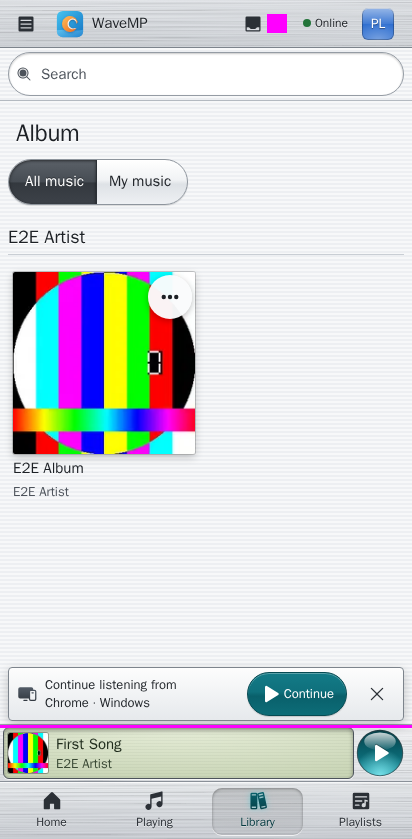 WaveMP
Online
PL
Search
Album
All music
My music
E2E Artist
E2E Album
E2E Artist
Continue listening from
Chrome · Windows
Continue
First Song
E2E Artist
Home
Playing
Library
Playlists